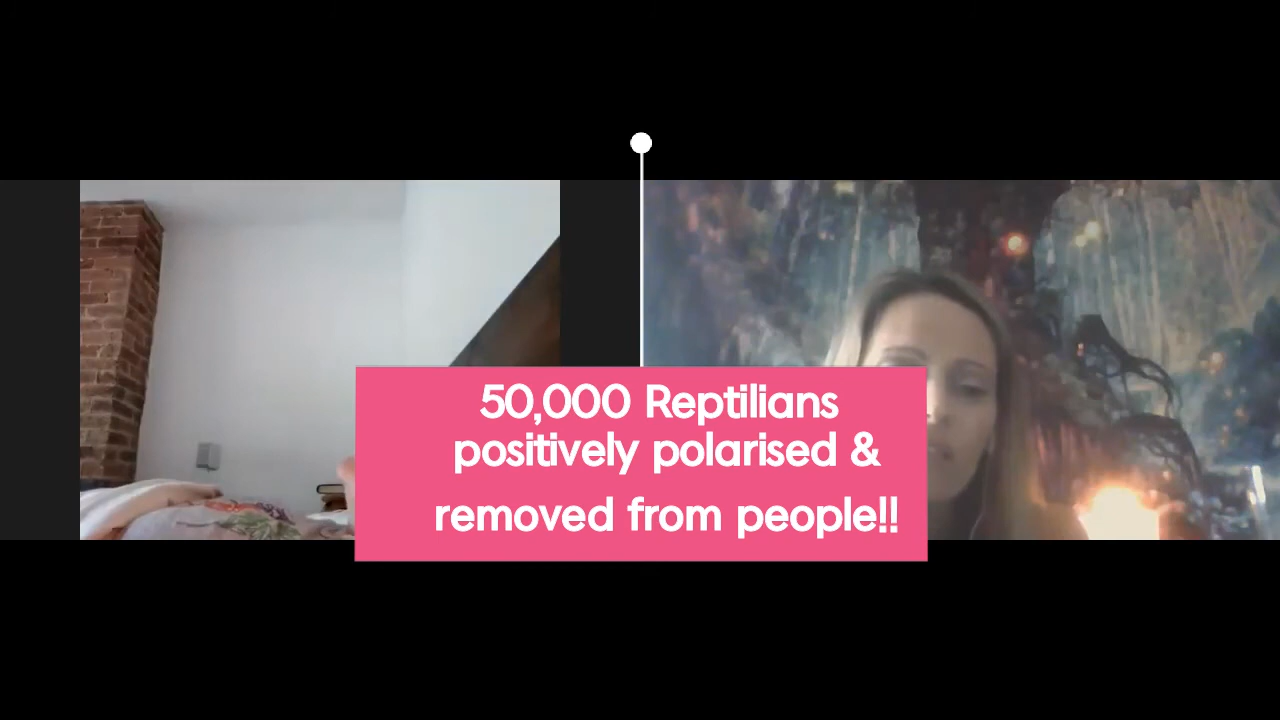 50,000 Reptilians
positively polarised &
removed from people!!